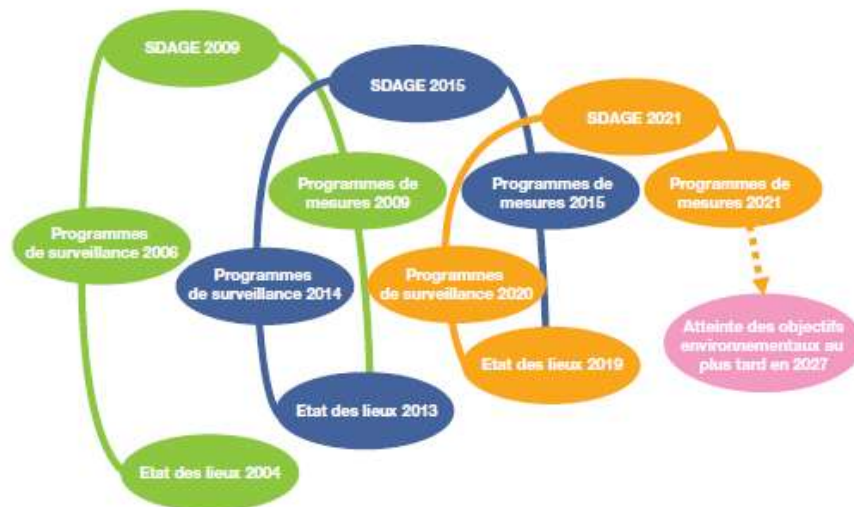 SDAGE 2009
SDAGE 2015
SDAGE 2021
Programmes de
mesures 2009
Programmes de
mesures 2015
Programmes de
mesures 2021
Programmes
de surveillance 2006
Programmes
de surveillance 2014
Programmes
de surveillance 2020
Atteinte des objectifs
environnementaux au
plus tard en 2027
Etat des lieux 2019
Etat des lieux 2013
Etat des lieux 2004